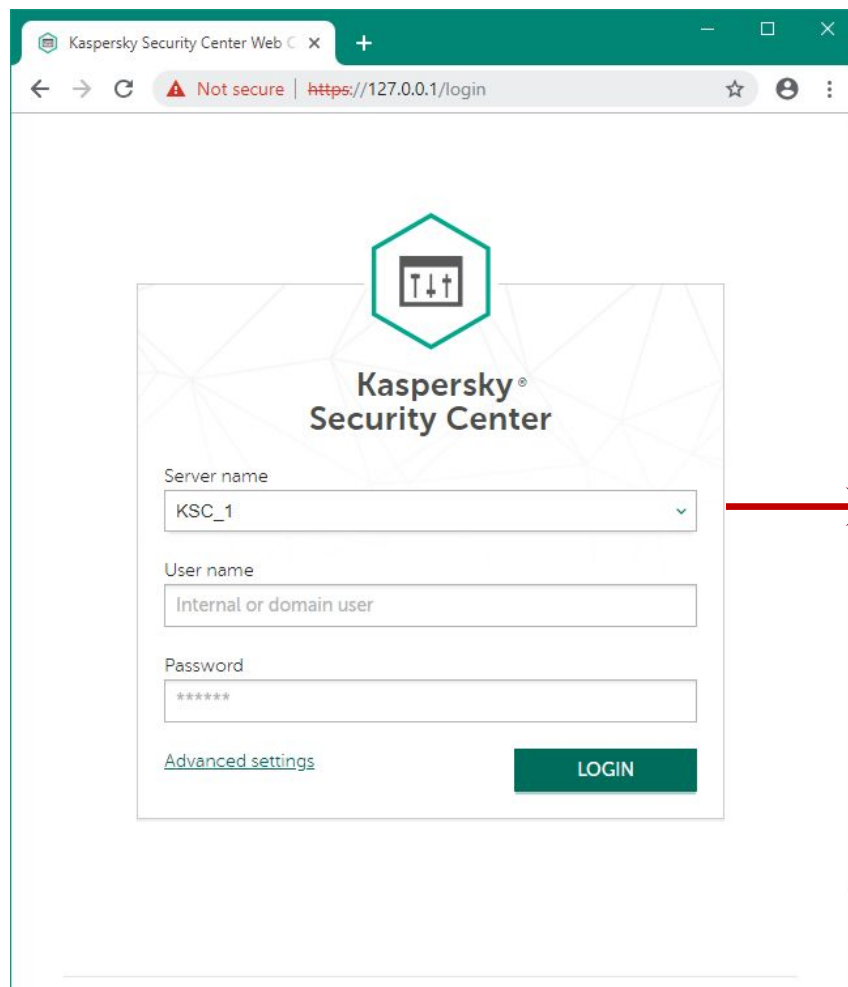 Kaspersky Security Center Web C
Not secure | https://127.0.0.1/login
Kaspersky®
Security Center
Server name
KSC_1
User name
Internal or domain user
Password
******
Advanced settings
LOGIN